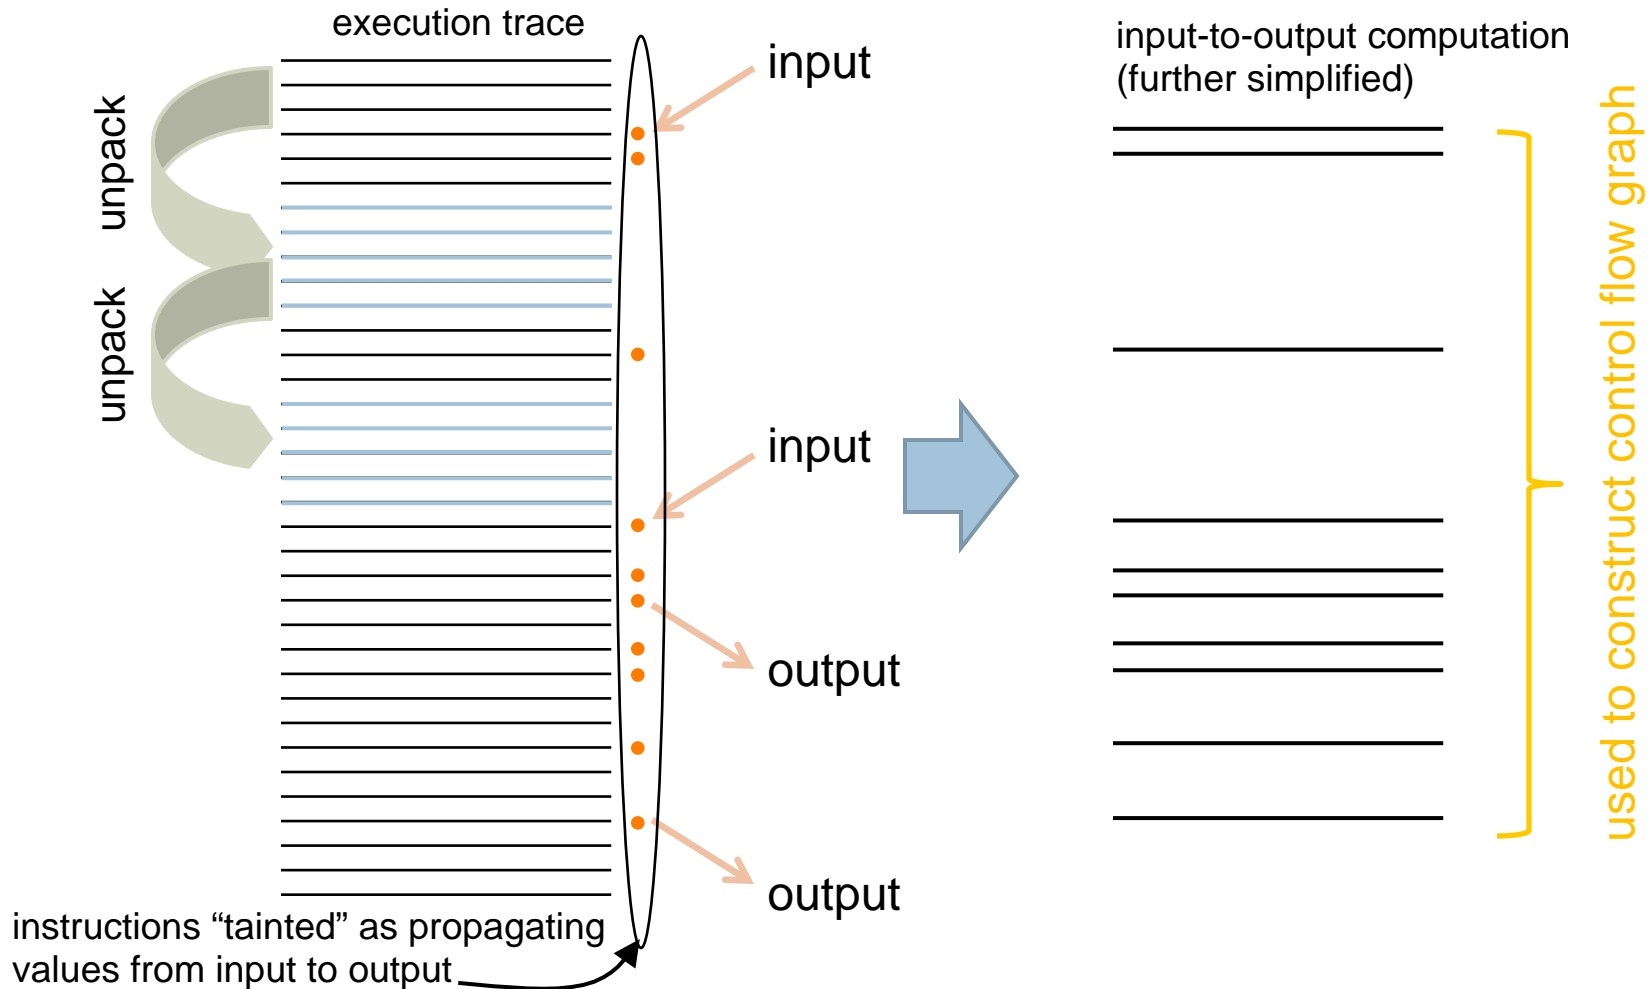 execution trace
input
input-to-output computation
(further simplified)
unpack
unpack
input
output
output
used to construct control flow graph
instructions “tainted” as propagating
values from input to output